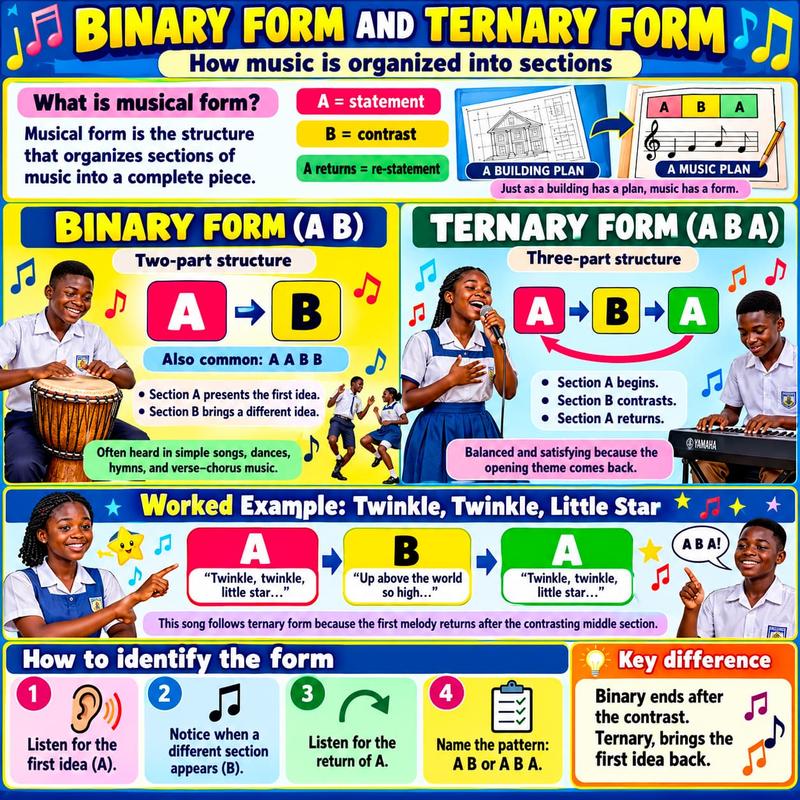 BINARY FORM AND TERNARY FORM
How music is organized into sections
What is musical form?
Musical form is the structure
that organizes sections of
music into a complete piece.
A = statement
B = contrast
A returns = re-statement
A BUILDING PLAN
A B A
A MUSIC PLAN
Just as a building has a plan, music has a form.
BINARY FORM (A B)
Two-part structure
A
B
Also common: A A B B
• Section A presents the first idea.
• Section B brings a different idea.
Often heard in simple songs, dances,
hymns, and verse–chorus music.
TERNARY FORM (A B A)
Three-part structure
A
B
A
• Section A begins.
• Section B contrasts.
• Section A returns.
YAMAHA
Balanced and satisfying because the
opening theme comes back.
Worked Example: Twinkle, Twinkle, Little Star
A
"Twinkle, twinkle,
little star..."
B
"Up above the world
so high..."
A
"Twinkle, twinkle,
little star..."
A B A!
This song follows ternary form because the first melody returns after the contrasting middle section.
How to identify the form
1
Listen for the
first idea (A).
2
Notice when a
different section
appears (B).
3
Listen for the
return of A.
4
Name the pattern:
A B or A B A.
Key difference
Binary ends after
the contrast.
Ternary, brings the
first idea back.